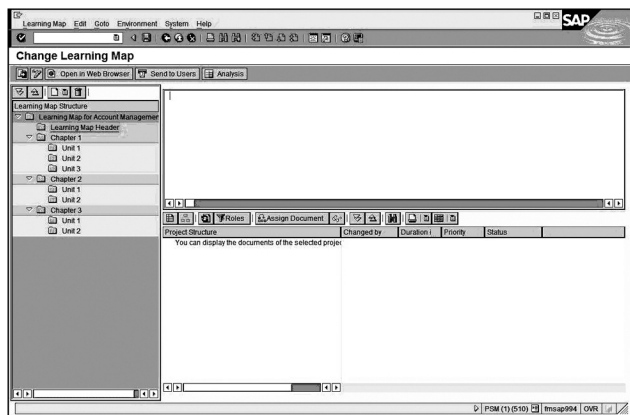 Learning Map Edit Goto Environment System Help
SAP
Change Learning Map
Open in Web Browser Send to Users Analysis
Learning Map Structure
Learning Map for Account Managemer
Learning Map Header
Chapter 1
Unit 1
Unit 2
Unit 3
Chapter 2
Unit 1
Unit 2
Chapter 3
Unit 1
Unit 2
Roles Assign Document
Project Structure Changed by Duration i Priority Status
You can display the documents of the selected projec
PSM (1) (510) fmsap994 OVR